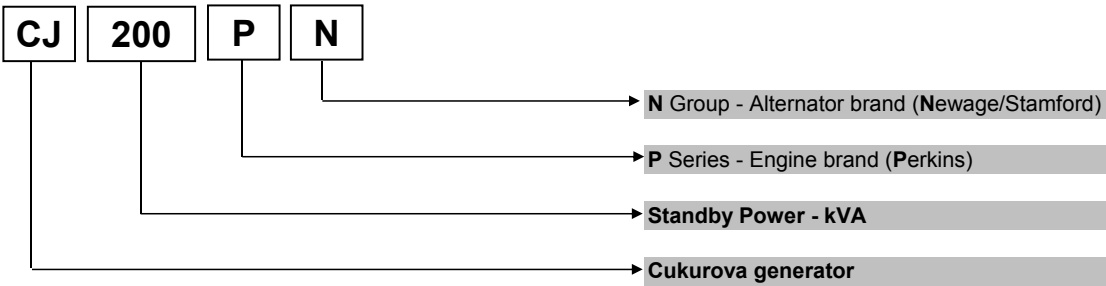 CJ 200 P N
N Group - Alternator brand (Newage/Stamford)
P Series - Engine brand (Perkins)
Standby Power - kVA
Cukurova generator